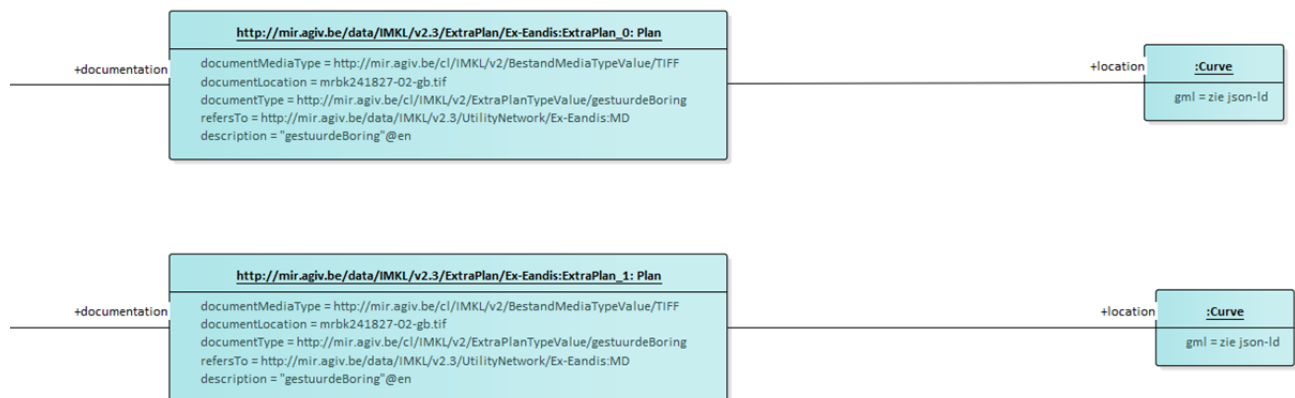 http://mir.agiv.be/data/IMKL/v2.3/ExtraPlan/Ex-Eandis:ExtraPlan_0: Plan
+documentation
documentMediaType = http://mir.agiv.be/cl/IMKL/v2/BestandMediaTypeValue/TIFF
documentLocation = mrbk241827-02-gb.tif
documentType = http://mir.agiv.be/cl/IMKL/v2/ExtraPlanTypeValue/gestuurdeBoring
refersTo = http://mir.agiv.be/data/IMKL/v2.3/UtilityNetwork/Ex-Eandis:MD
description = "gestuurdeBoring"@en
+location
:Curve
gml = zie json-ld
http://mir.agiv.be/data/IMKL/v2.3/ExtraPlan/Ex-Eandis:ExtraPlan_1: Plan
+documentation
documentMediaType = http://mir.agiv.be/cl/IMKL/v2/BestandMediaTypeValue/TIFF
documentLocation = mrbk241827-02-gb.tif
documentType = http://mir.agiv.be/cl/IMKL/v2/ExtraPlanTypeValue/gestuurdeBoring
refersTo = http://mir.agiv.be/data/IMKL/v2.3/UtilityNetwork/Ex-Eandis:MD
description = "gestuurdeBoring"@en
+location
:Curve
gml = zie json-ld